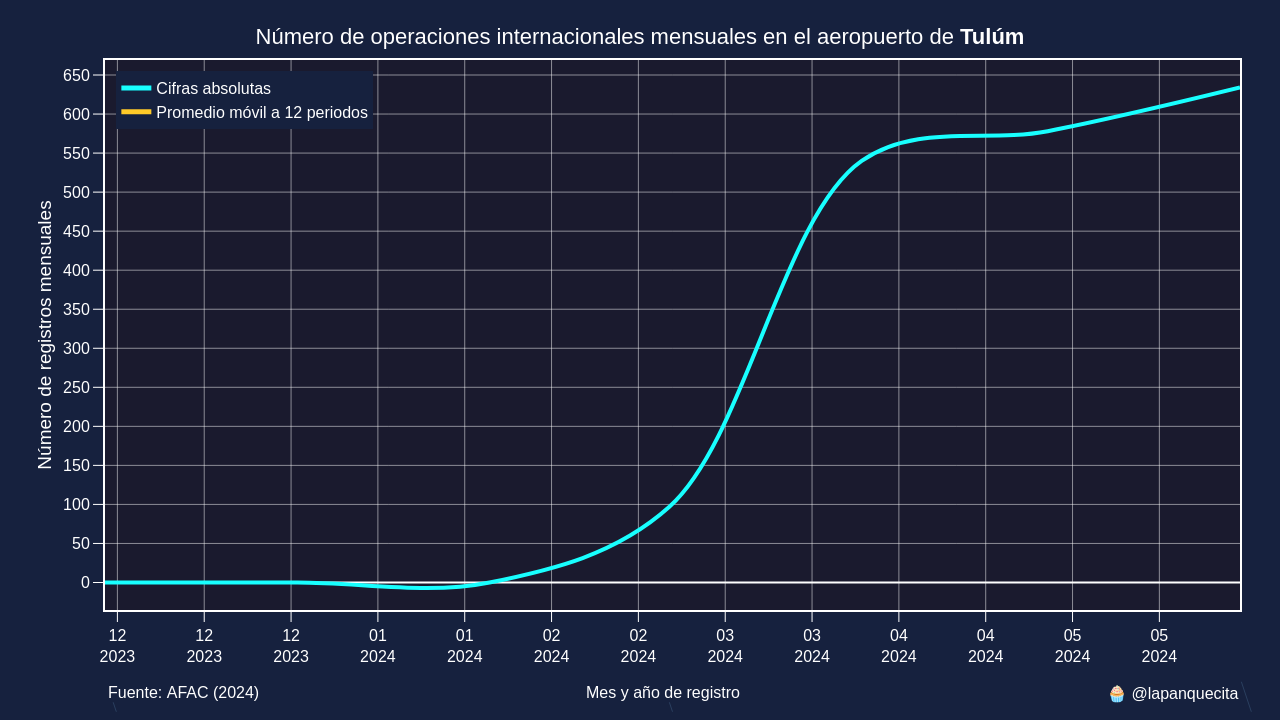 Número de operaciones internacionales mensuales en el aeropuerto de Tulúm
Cifras absolutas
Promedio móvil a 12 periodos
Número de registros mensuales
650
600
550
500
450
400
350
300
250
200
150
100
50
0
12 12 12 01 01 02 02 03 03 04 04 05 05
2023 2023 2023 2024 2024 2024 2024 2024 2024 2024 2024 2024 2024
Fuente: AFAC (2024) Mes y año de registro 🧁 @lapanquecita